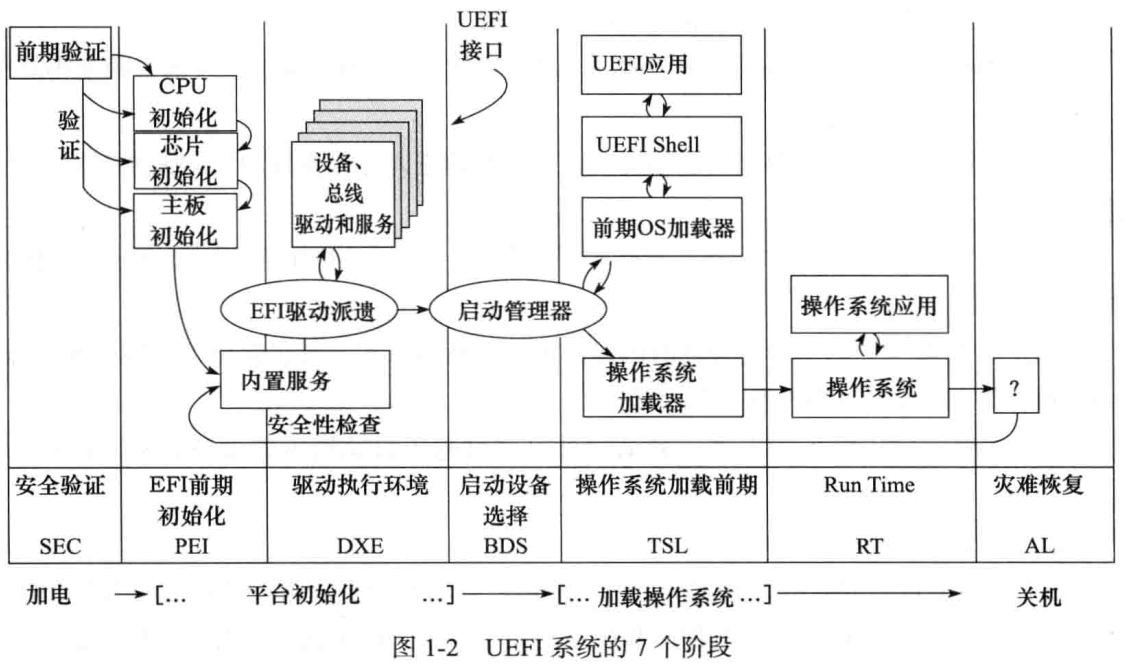 前期验证
验
证
CPU
初始化
芯片
初始化
主板
初始化
UEFI
接口
设备、
总线
驱动和服务
EFI驱动派遣
内置服务
安全性检查
启动管理器
UEFI应用
UEFI Shell
前期OS加载器
操作系统
加载器
操作系统应用
操作系统
?
安全验证
SEC
EFI前期
初始化
PEI
驱动执行环境
DXE
启动设备
选择
BDS
操作系统加载前期
TSL
Run Time
RT
灾难恢复
AL
加电
[… 平台初始化 …]
[… 加载操作系统 …]
关机
图 1-2 UEFI 系统的 7 个阶段